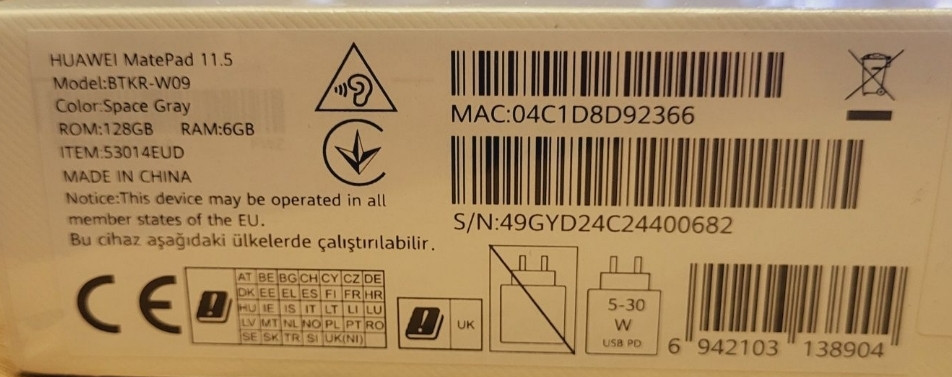 HUAWEI MatePad 11.5
Model:BTKR-W09
Color:Space Gray
ROM:128GB RAM:6GB
ITEM:53014EUD
MADE IN CHINA
Notice:This device may be operated in all
member states of the EU.
Bu cihaz aşağıdaki ülkelerde çalıştırılabilir.
MAC:04C1D8D92366
S/N:49GYD24C24400682
CE
AT BE BG CH CY CZ DE
DK EE EL ES FI FR HR
HU IE IS IT LT LI LU
LV MT NL NO PL PT RO
SE SK TR SI UK(NI)
UK
5-30
W
USB PD
6 942103 138904